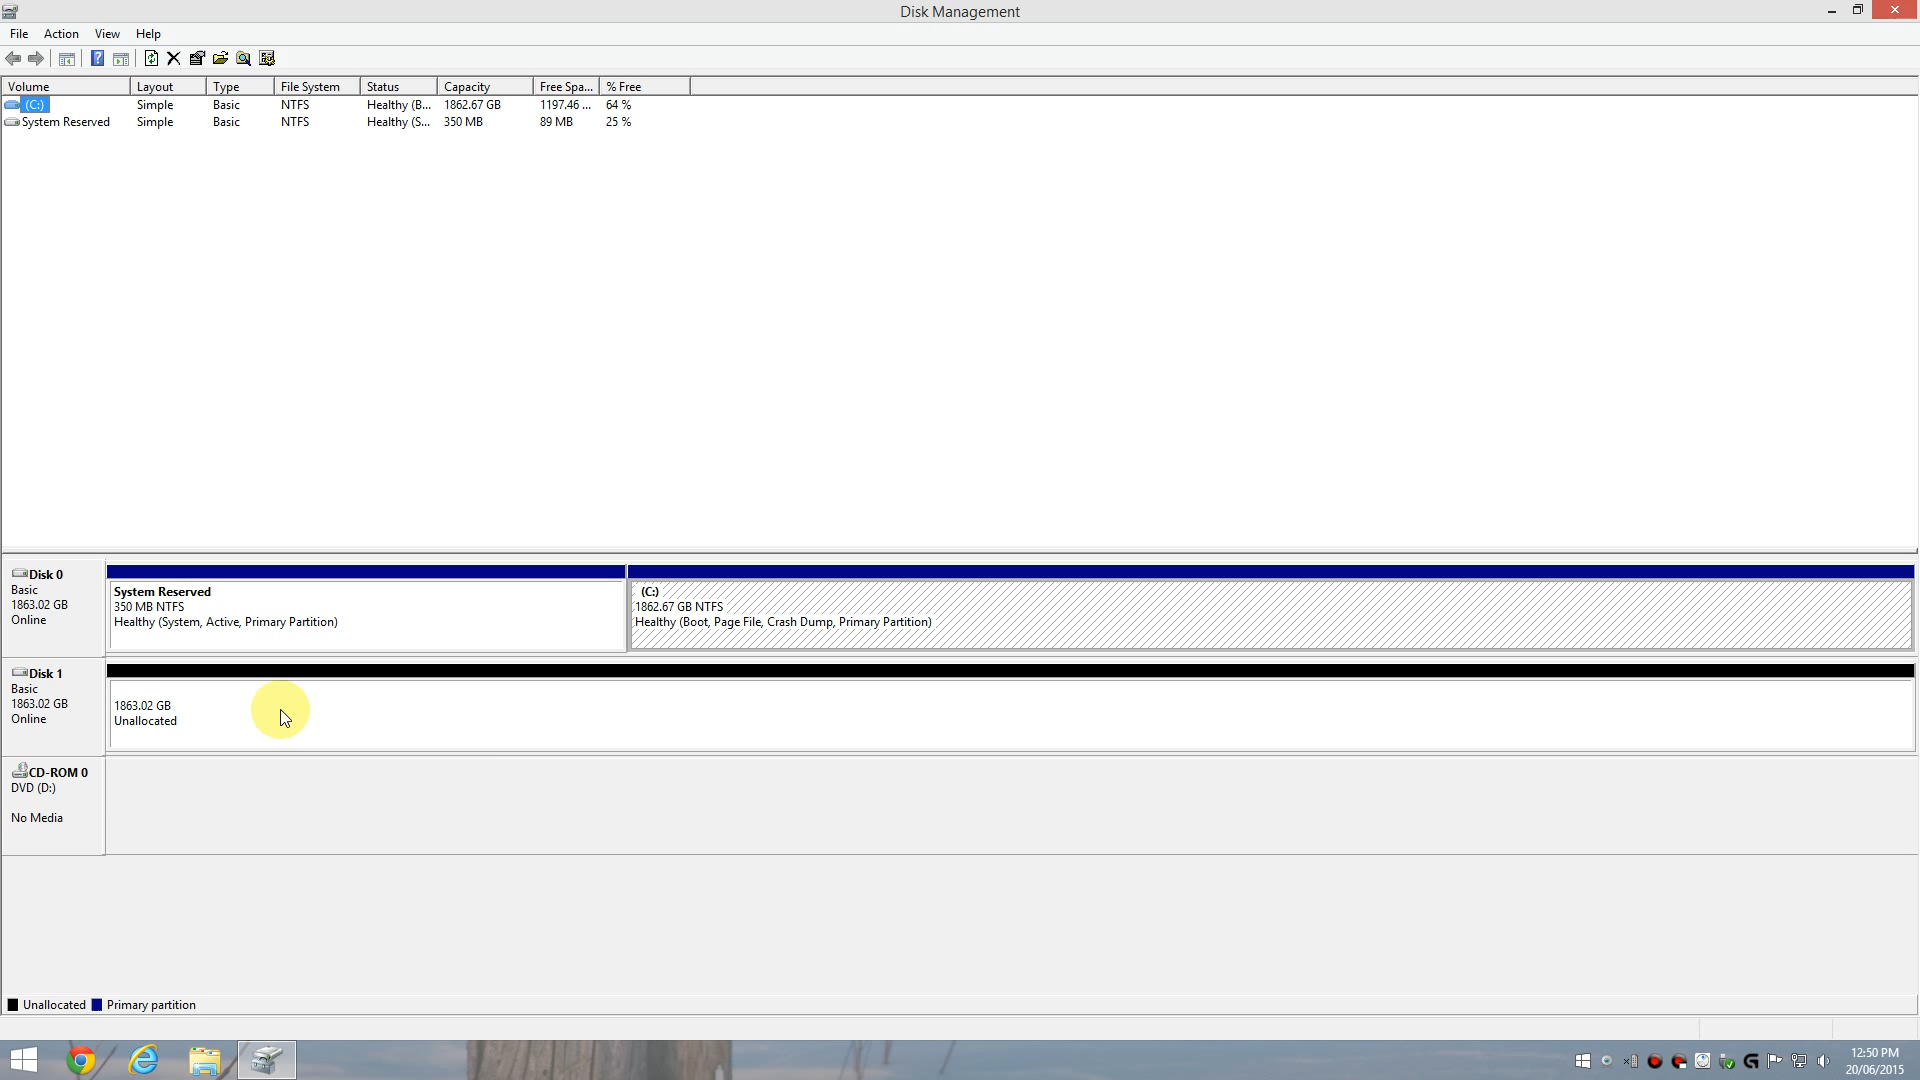 Disk Management
File Action View Help
Volume Layout Type File System Status Capacity Free Spa... % Free
(C:) Simple Basic NTFS Healthy (B... 1862.67 GB 1197.46 ... 64 %
System Reserved Simple Basic NTFS Healthy (S... 350 MB 89 MB 25 %
Disk 0
Basic
1863.02 GB
Online
System Reserved
350 MB NTFS
Healthy (System, Active, Primary Partition)
(C:)
1862.67 GB NTFS
Healthy (Boot, Page File, Crash Dump, Primary Partition)
Disk 1
Basic
1863.02 GB
Online
1863.02 GB
Unallocated
CD-ROM 0
DVD (D:)
No Media
Unallocated Primary partition
12:50 PM
20/06/2015